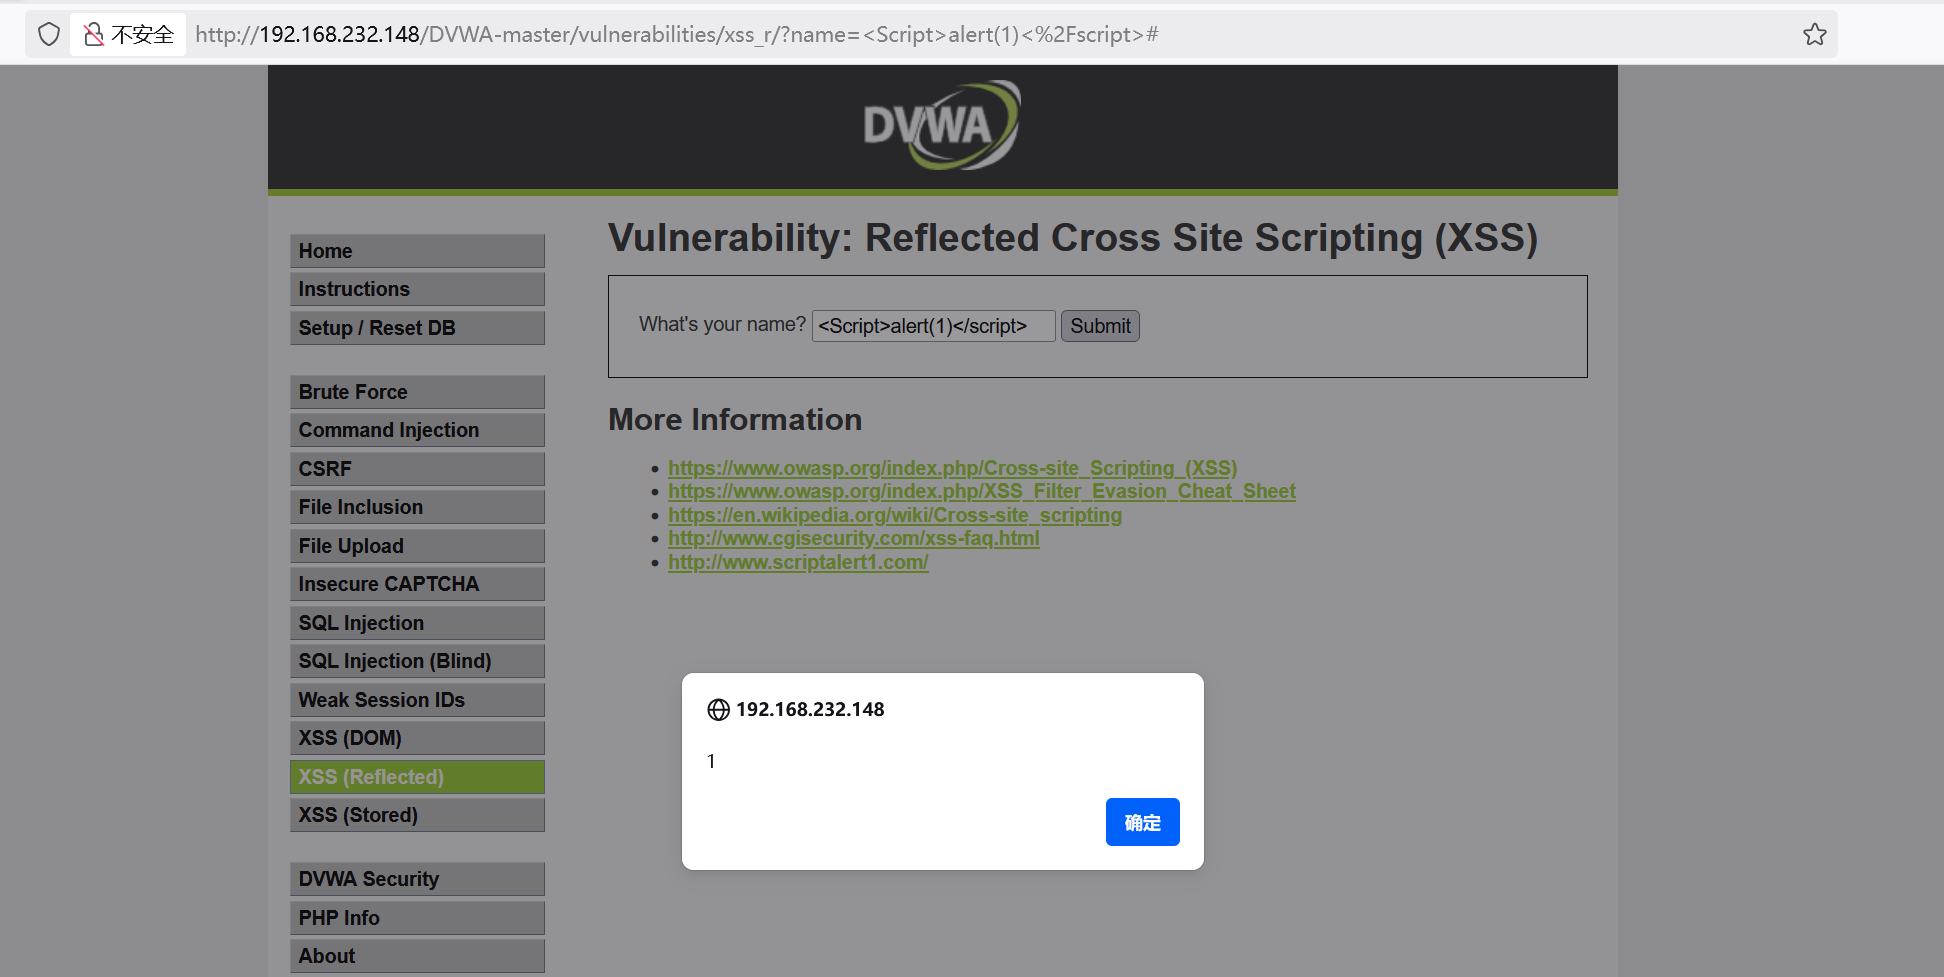 不安全 http://192.168.232.148/DVWA-master/vulnerabilities/xss_r/?name=<Script>alert(1)<%2Fscript>#
DVWA
Home
Instructions
Setup / Reset DB
Brute Force
Command Injection
CSRF
File Inclusion
File Upload
Insecure CAPTCHA
SQL Injection
SQL Injection (Blind)
Weak Session IDs
XSS (DOM)
XSS (Reflected)
XSS (Stored)
DVWA Security
PHP Info
About
Vulnerability: Reflected Cross Site Scripting (XSS)
What's your name? <Script>alert(1)</script> Submit
More Information
https://www.owasp.org/index.php/Cross-site_Scripting_(XSS)
https://www.owasp.org/index.php/XSS_Filter_Evasion_Cheat_Sheet
https://en.wikipedia.org/wiki/Cross-site_scripting
http://www.cgisecurity.com/xss-faq.html
http://www.scriptalert1.com/
192.168.232.148
1
确定